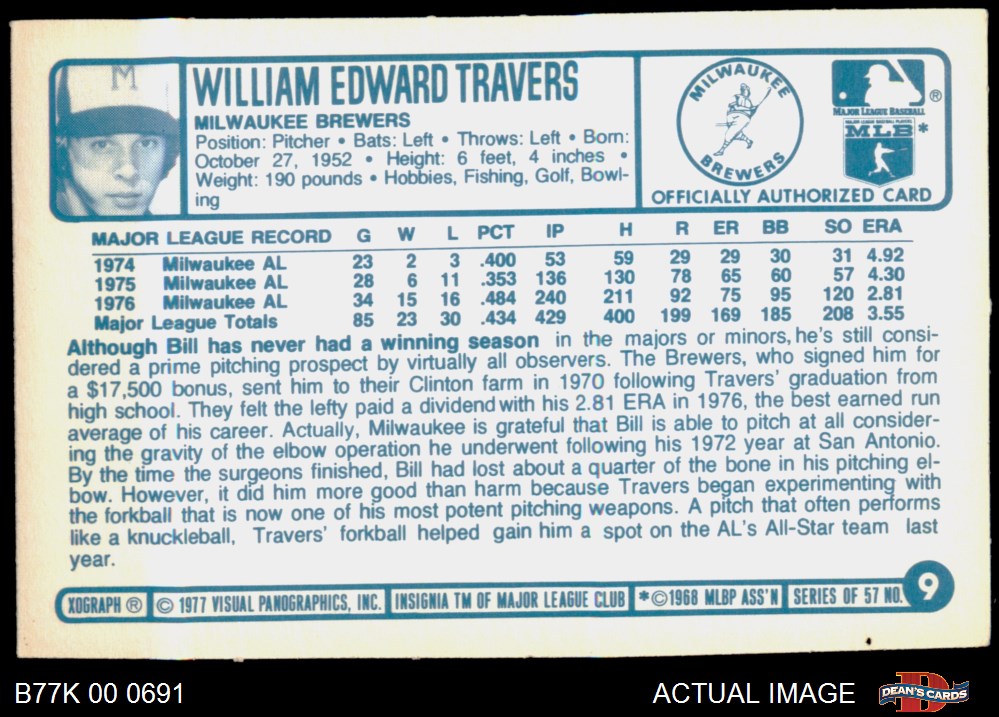 M
WILLIAM EDWARD TRAVERS
MILWAUKEE BREWERS
Position: Pitcher • Bats: Left • Throws: Left • Born:
October 27, 1952 • Height: 6 feet, 4 inches •
Weight: 190 pounds • Hobbies, Fishing, Golf, Bowl-
ing
MILWAUKEE
BREWERS
®
MAJOR LEAGUE BASEBALL
MAJOR LEAGUE BASEBALL PLAYERS
MLB*
OFFICIALLY AUTHORIZED CARD
MAJOR LEAGUE RECORD G W L PCT IP H R ER BB SO ERA
1974 Milwaukee AL 23 2 3 .400 53 59 29 29 30 31 4.92
1975 Milwaukee AL 28 6 11 .353 136 130 78 65 60 57 4.30
1976 Milwaukee AL 34 15 16 .484 240 211 92 75 95 120 2.81
Major League Totals 85 23 30 .434 429 400 199 169 185 208 3.55
Although Bill has never had a winning season in the majors or minors, he's still consi-
dered a prime pitching prospect by virtually all observers. The Brewers, who signed him for
a $17,500 bonus, sent him to their Clinton farm in 1970 following Travers' graduation from
high school. They felt the lefty paid a dividend with his 2.81 ERA in 1976, the best earned run
average of his career. Actually, Milwaukee is grateful that Bill is able to pitch at all consider-
ing the gravity of the elbow operation he underwent following his 1972 year at San Antonio.
By the time the surgeons finished, Bill had lost about a quarter of the bone in his pitching el-
bow. However, it did him more good than harm because Travers began experimenting with
the forkball that is now one of his most potent pitching weapons. A pitch that often performs
like a knuckleball, Travers' forkball helped gain him a spot on the AL's All-Star team last
year.
XOGRAPH ® © 1977 VISUAL PANOGRAPHICS, INC. INSIGNIA TM OF MAJOR LEAGUE CLUB *©1968 MLBP ASS'N SERIES OF 57 NO. 9
B77K 00 0691
ACTUAL IMAGE
D
DEAN'S CARDS